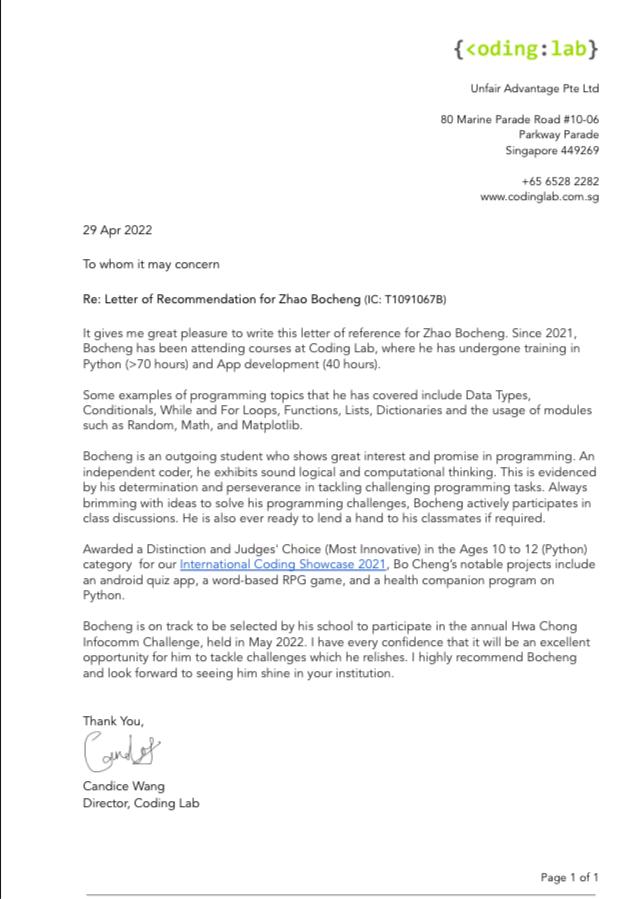 {<oding:lab}
Unfair Advantage Pte Ltd
80 Marine Parade Road #10-06
Parkway Parade
Singapore 449269
+65 6528 2282
www.codinglab.com.sg
29 Apr 2022
To whom it may concern
Re: Letter of Recommendation for Zhao Bocheng (IC: T1091067B)
It gives me great pleasure to write this letter of reference for Zhao Bocheng. Since 2021,
Bocheng has been attending courses at Coding Lab, where he has undergone training in
Python (>70 hours) and App development (40 hours).
Some examples of programming topics that he has covered include Data Types,
Conditionals, While and For Loops, Functions, Lists, Dictionaries and the usage of modules
such as Random, Math, and Matplotlib.
Bocheng is an outgoing student who shows great interest and promise in programming. An
independent coder, he exhibits sound logical and computational thinking. This is evidenced
by his determination and perseverance in tackling challenging programming tasks. Always
brimming with ideas to solve his programming challenges, Bocheng actively participates in
class discussions. He is also ever ready to lend a hand to his classmates if required.
Awarded a Distinction and Judges' Choice (Most Innovative) in the Ages 10 to 12 (Python)
category for our International Coding Showcase 2021, Bo Cheng's notable projects include
an android quiz app, a word-based RPG game, and a health companion program on
Python.
Bocheng is on track to be selected by his school to participate in the annual Hwa Chong
Infocomm Challenge, held in May 2022. I have every confidence that it will be an excellent
opportunity for him to tackle challenges which he relishes. I highly recommend Bocheng
and look forward to seeing him shine in your institution.
Thank You,
Candice Wang
Director, Coding Lab
Page 1 of 1